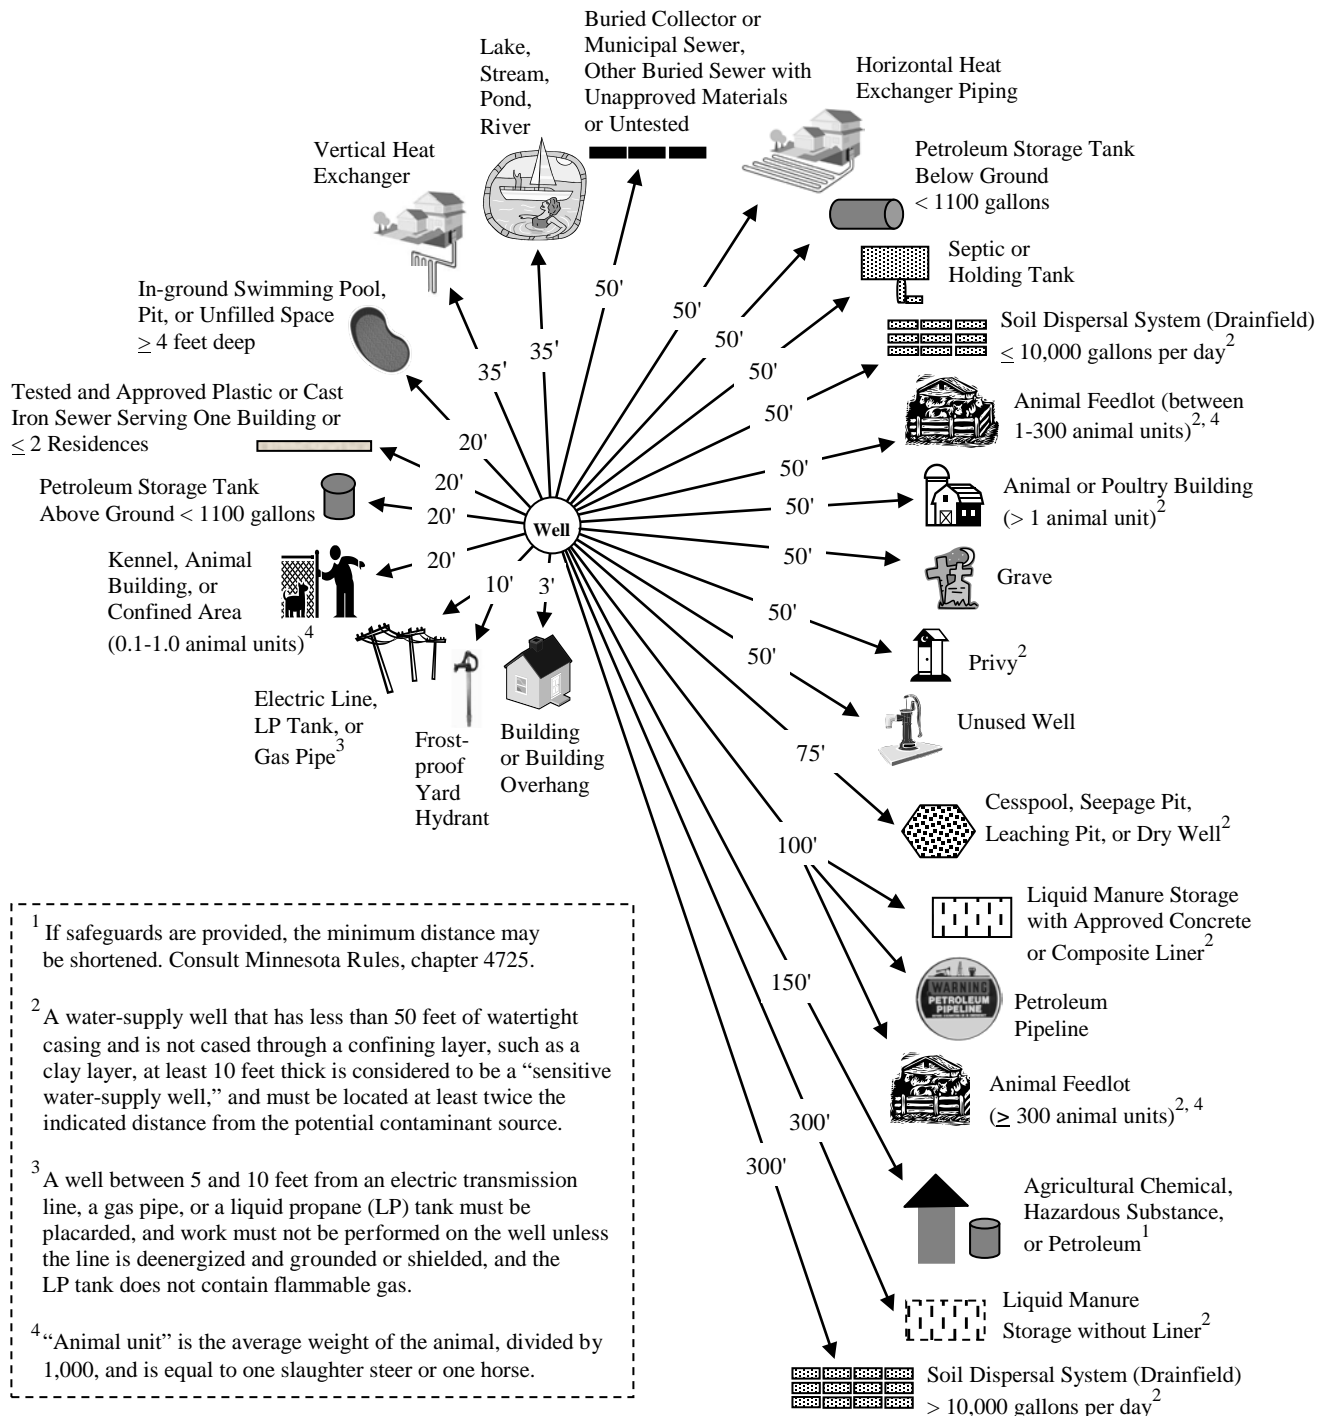 Buried Collector or
Municipal Sewer,
Other Buried Sewer with
Unapproved Materials
or Untested
Lake,
Stream,
Pond,
River
Horizontal Heat
Exchanger Piping
Vertical Heat
Exchanger
Petroleum Storage Tank
Below Ground
< 1100 gallons
Septic or
Holding Tank
In-ground Swimming Pool,
Pit, or Unfilled Space
≥ 4 feet deep
Soil Dispersal System (Drainfield)
≤ 10,000 gallons per day²
Tested and Approved Plastic or Cast
Iron Sewer Serving One Building or
≤ 2 Residences
Animal Feedlot (between
1-300 animal units)²,⁴
Petroleum Storage Tank
Above Ground < 1100 gallons
Animal or Poultry Building
(> 1 animal unit)²
Kennel, Animal
Building, or
Confined Area
(0.1-1.0 animal units)⁴
Grave
Privy²
Electric Line,
LP Tank, or
Gas Pipe³
Frost-
proof
Yard
Hydrant
Building
or Building
Overhang
Unused Well
Well
50'
50'
50'
50'
50'
50'
50'
50'
50'
50'
35'
35'
20'
20'
20'
20'
10'
3'
75'
100'
150'
300'
300'
Cesspool, Seepage Pit,
Leaching Pit, or Dry Well²
Liquid Manure Storage
with Approved Concrete
or Composite Liner²
WARNING
PETROLEUM
PIPELINE
Petroleum
Pipeline
Animal Feedlot
(≥ 300 animal units)²,⁴
Agricultural Chemical,
Hazardous Substance,
or Petroleum¹
Liquid Manure
Storage without Liner²
Soil Dispersal System (Drainfield)
> 10,000 gallons per day²
¹ If safeguards are provided, the minimum distance may
be shortened. Consult Minnesota Rules, chapter 4725.
² A water-supply well that has less than 50 feet of watertight
casing and is not cased through a confining layer, such as a
clay layer, at least 10 feet thick is considered to be a “sensitive
water-supply well,” and must be located at least twice the
indicated distance from the potential contaminant source.
³ A well between 5 and 10 feet from an electric transmission
line, a gas pipe, or a liquid propane (LP) tank must be
placarded, and work must not be performed on the well unless
the line is deenergized and grounded or shielded, and the
LP tank does not contain flammable gas.
⁴ “Animal unit” is the average weight of the animal, divided by
1,000, and is equal to one slaughter steer or one horse.